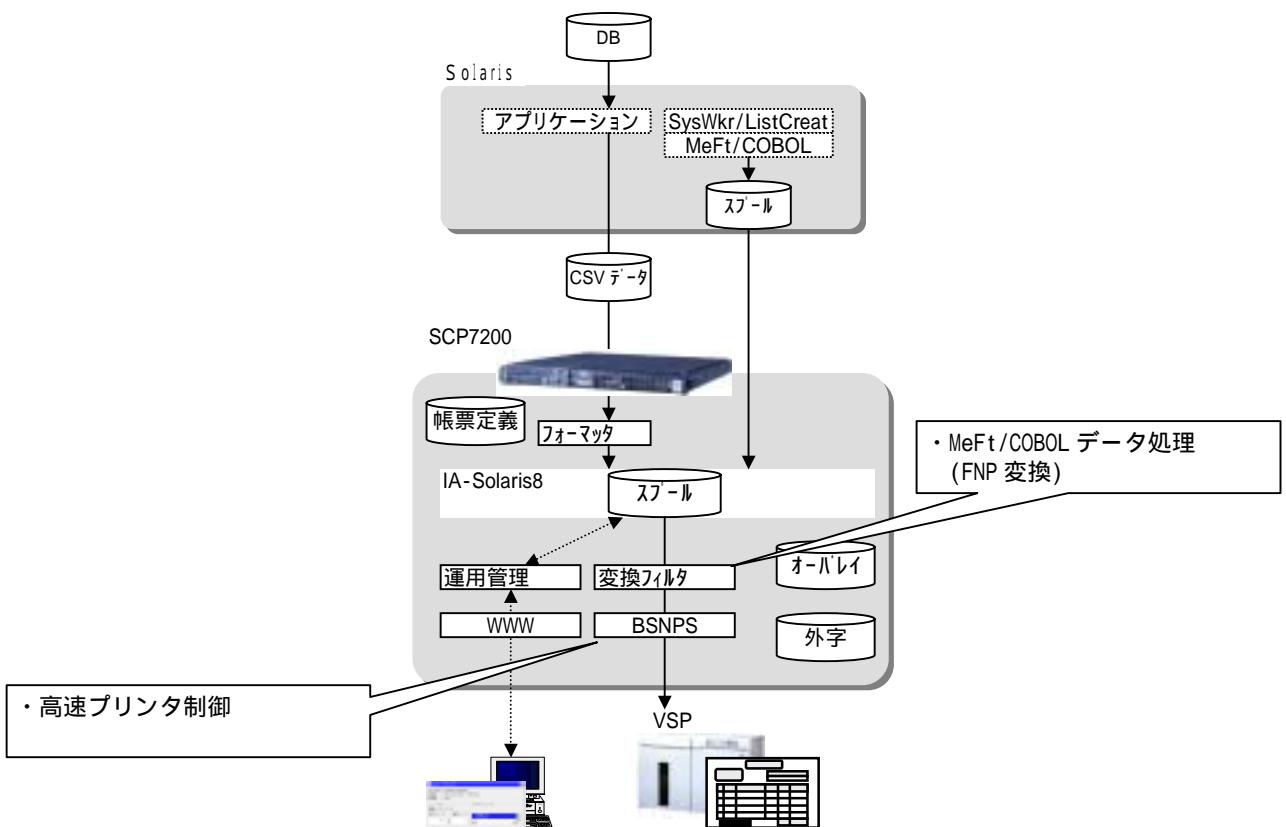 DB
Solaris
アプリケーション
SysWkr/ListCreat
MeFt/COBOL
ｽﾌﾟｰﾙ
CSV ﾃﾞｰﾀ
SCP7200
帳票定義
ﾌｫｰﾏｯﾀ
・MeFt/COBOL データ処理
(FNP 変換)
IA-Solaris8
ｽﾌﾟｰﾙ
ｵｰﾊﾞﾚｲ
運用管理
変換ﾌｨﾙﾀ
WWW
BSNPS
外字
・高速プリンタ制御
VSP